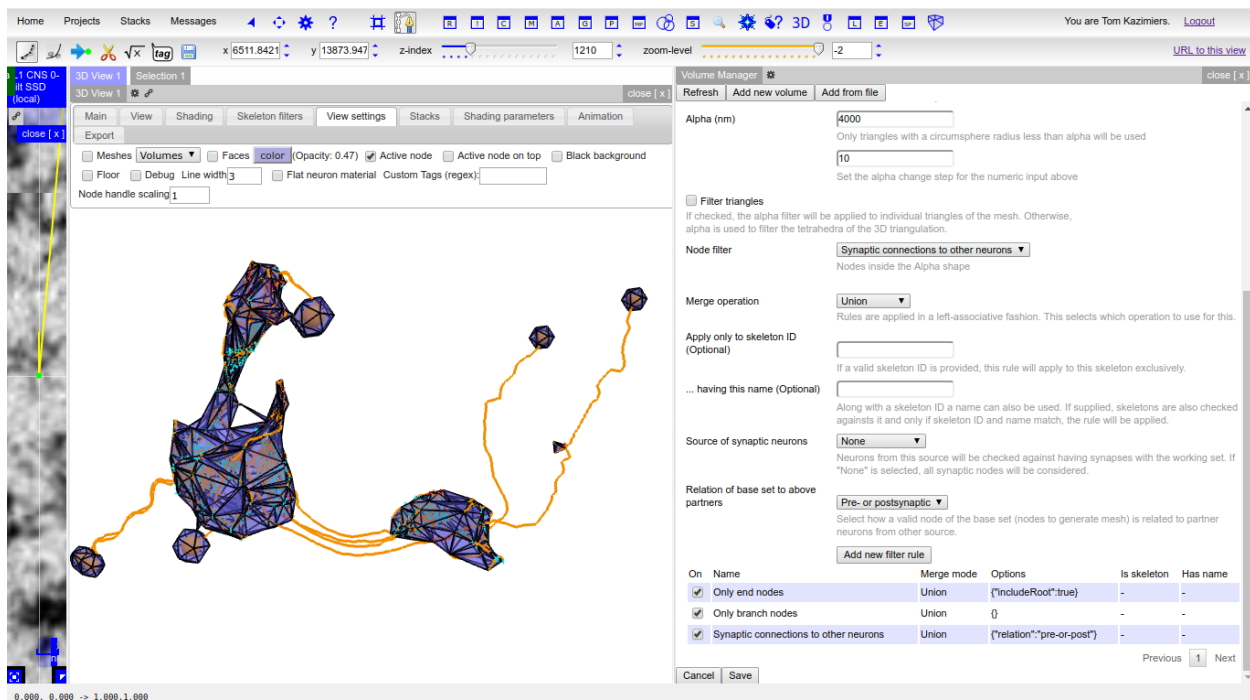 Home Projects Stacks Messages ? R ! C M A G P MF S ? 3D L E SF You are Tom Kazimiers. Logout
√x tag x 6511.8421 y 13873.947 z-index 1210 zoom-level -2 URL to this view
.1 CNS 0-
ilt SSD
(local)
close [ x ]
3D View 1 Selection 1
3D View 1 close [ x ]
Main View Shading Skeleton filters View settings Stacks Shading parameters Animation
Export
Meshes Volumes ▼ Faces color (Opacity: 0.47) Active node Active node on top Black background
Floor Debug Line width 3 Flat neuron material Custom Tags (regex):
Node handle scaling 1
Volume Manager close [ x ]
Refresh Add new volume Add from file
Alpha (nm) 4000
Only triangles with a circumsphere radius less than alpha will be used
10
Set the alpha change step for the numeric input above
Filter triangles
If checked, the alpha filter will be applied to individual triangles of the mesh. Otherwise,
alpha is used to filter the tetrahedra of the 3D triangulation.
Node filter Synaptic connections to other neurons ▼
Nodes inside the Alpha shape
Merge operation Union ▼
Rules are applied in a left-associative fashion. This selects which operation to use for this.
Apply only to skeleton ID
(Optional)
If a valid skeleton ID is provided, this rule will apply to this skeleton exclusively.
... having this name (Optional)
Along with a skeleton ID a name can also be used. If supplied, skeletons are also checked
againsts it and only if skeleton ID and name match, the rule will be applied.
Source of synaptic neurons None ▼
Neurons from this source will be checked against having synapses with the working set. If
"None" is selected, all synaptic nodes will be considered.
Relation of base set to above
partners Pre- or postsynaptic ▼
Select how a valid node of the base set (nodes to generate mesh) is related to partner
neurons from other source.
Add new filter rule
On Name Merge mode Options Is skeleton Has name
Only end nodes Union {"includeRoot":true} - -
Only branch nodes Union {} - -
Synaptic connections to other neurons Union {"relation":"pre-or-post"} - -
Previous 1 Next
Cancel Save
0.000, 0.000 -> 1.000,1.000